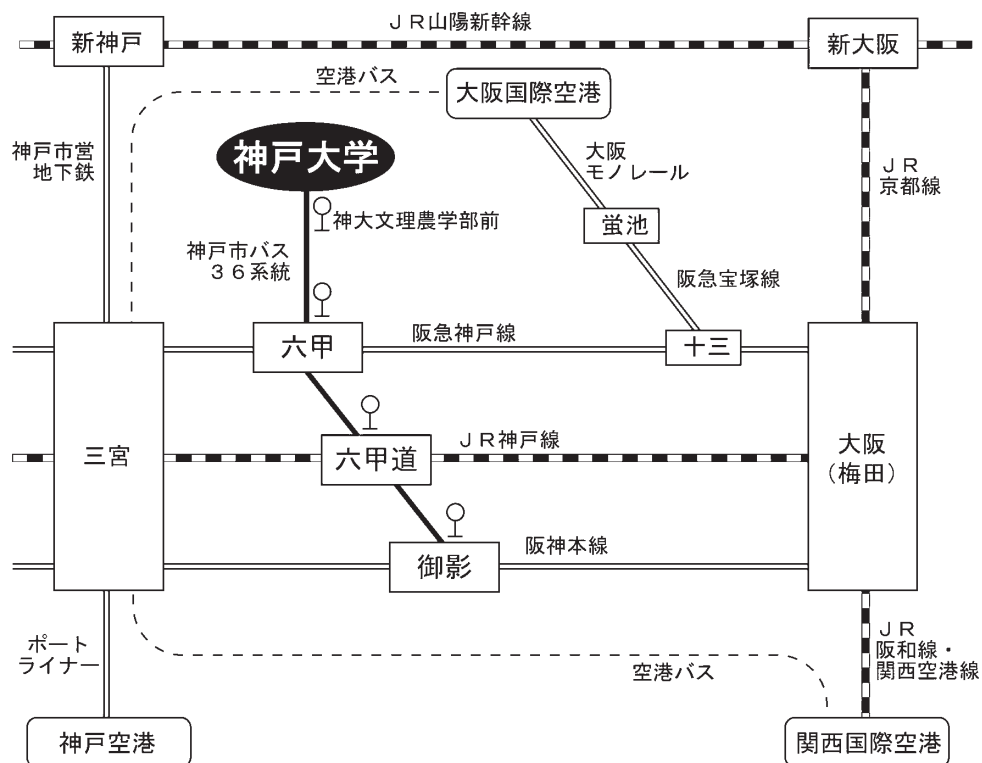 ＪＲ山陽新幹線
新神戸
新大阪
空港バス
大阪国際空港
神戸市営
地下鉄
神戸大学
大阪
モノレール
ＪＲ
京都線
神大文理農学部前
蛍池
神戸市バス
３６系統
阪急宝塚線
六甲
阪急神戸線
十三
三宮
六甲道
ＪＲ神戸線
大阪
（梅田）
御影
阪神本線
ポート
ライナー
空港バス
ＪＲ
阪和線・
関西空港線
神戸空港
関西国際空港